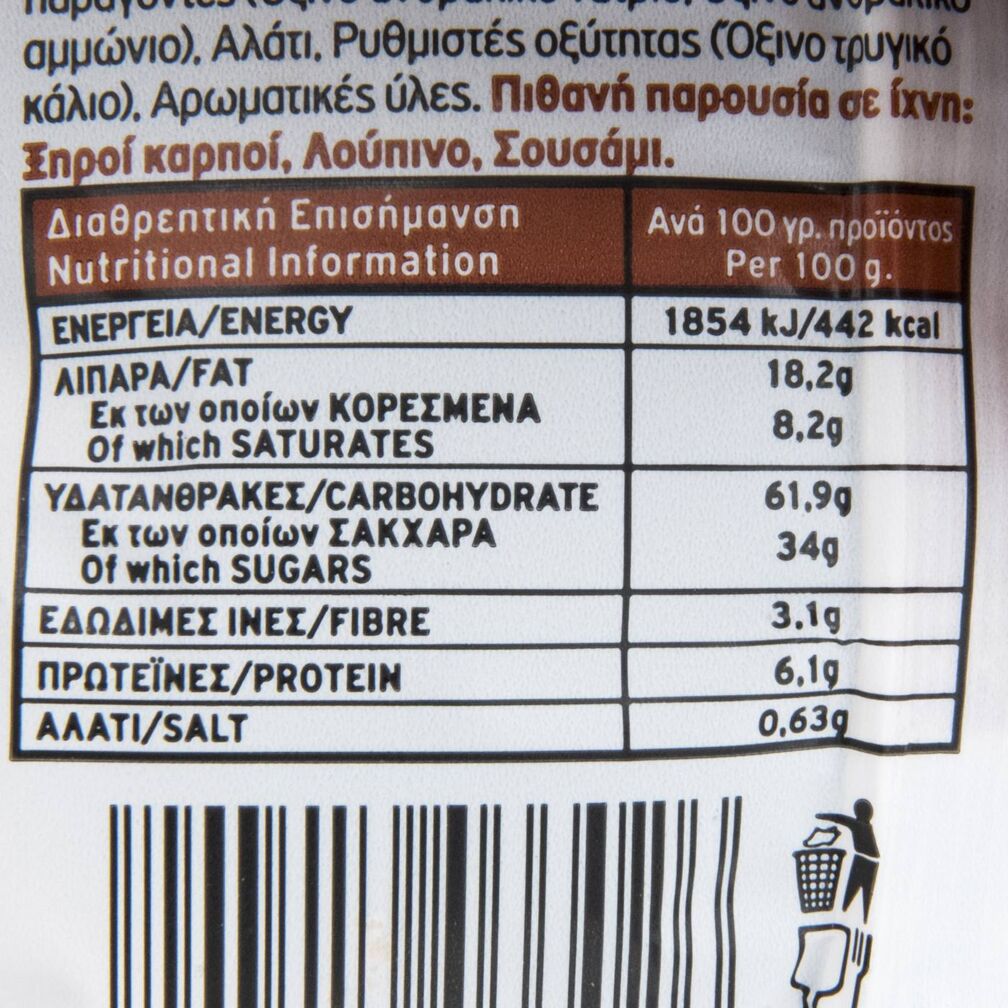 αμμώνιο), Αλάτι, Ρυθμιστές οξύτητας (Όξινο τρυγικό
κάλιο), Αρωματικές ύλες. Πιθανή παρουσία σε ίχνη:
Ξηροί καρποί, Λούπινο, Σουσάμι.
Διαθρεπτική Επισήμανση
Nutritional Information
Ανά 100 γρ. προϊόντος
Per 100 g.
ΕΝΕΡΓΕΙΑ/ENERGY 1854 kJ/442 kcal
ΛΙΠΑΡΑ/FAT 18,2g
Εκ των οποίων ΚΟΡΕΣΜΕΝΑ
Of which SATURATES 8,2g
ΥΔΑΤΑΝΘΡΑΚΕΣ/CARBOHYDRATE 61,9g
Εκ των οποίων ΣΑΚΧΑΡΑ
Of which SUGARS 34g
ΕΔΩΔΙΜΕΣ ΙΝΕΣ/FIBRE 3,1g
ΠΡΩΤΕΪΝΕΣ/PROTEIN 6,1g
ΑΛΑΤΙ/SALT 0,63g